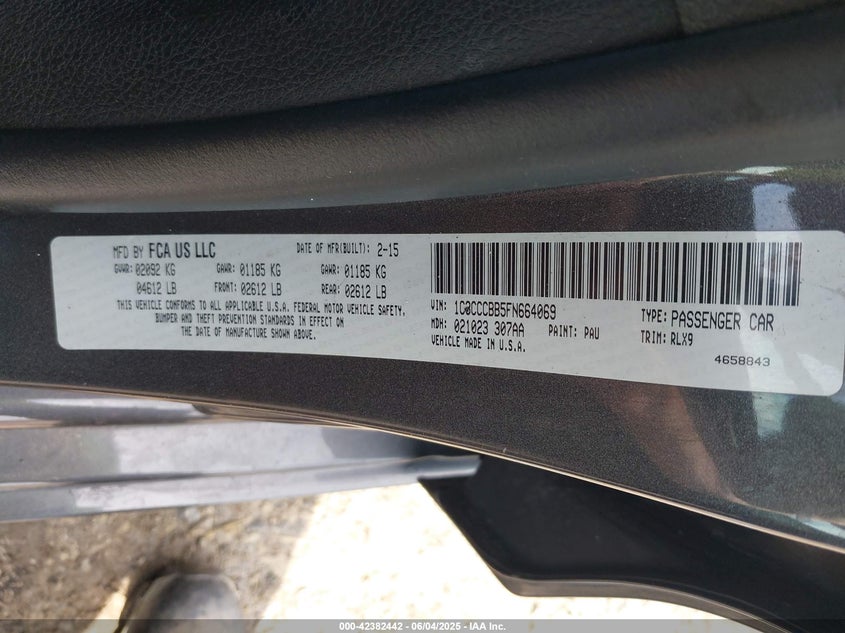 MFD BY FCA US LLC DATE OF MFR(BUILT): 2-15
GVWR: 02092 KG GAWR: 01185 KG GAWR: 01185 KG
04612 LB FRONT: 02612 LB REAR: 02612 LB
THIS VEHICLE CONFORMS TO ALL APPLICABLE U.S.A. FEDERAL MOTOR VEHICLE SAFETY,
BUMPER AND THEFT PREVENTION STANDARDS IN EFFECT ON
THE DATE OF MANUFACTURE SHOWN ABOVE.
VIN: 1C3CCCBB5FN664069 TYPE: PASSENGER CAR
MDH: 021023 307AA PAINT: PAU TRIM: RLX9
VEHICLE MADE IN U.S.A.
4658843
000-42382442 - 06/04/2025 - IAA Inc.